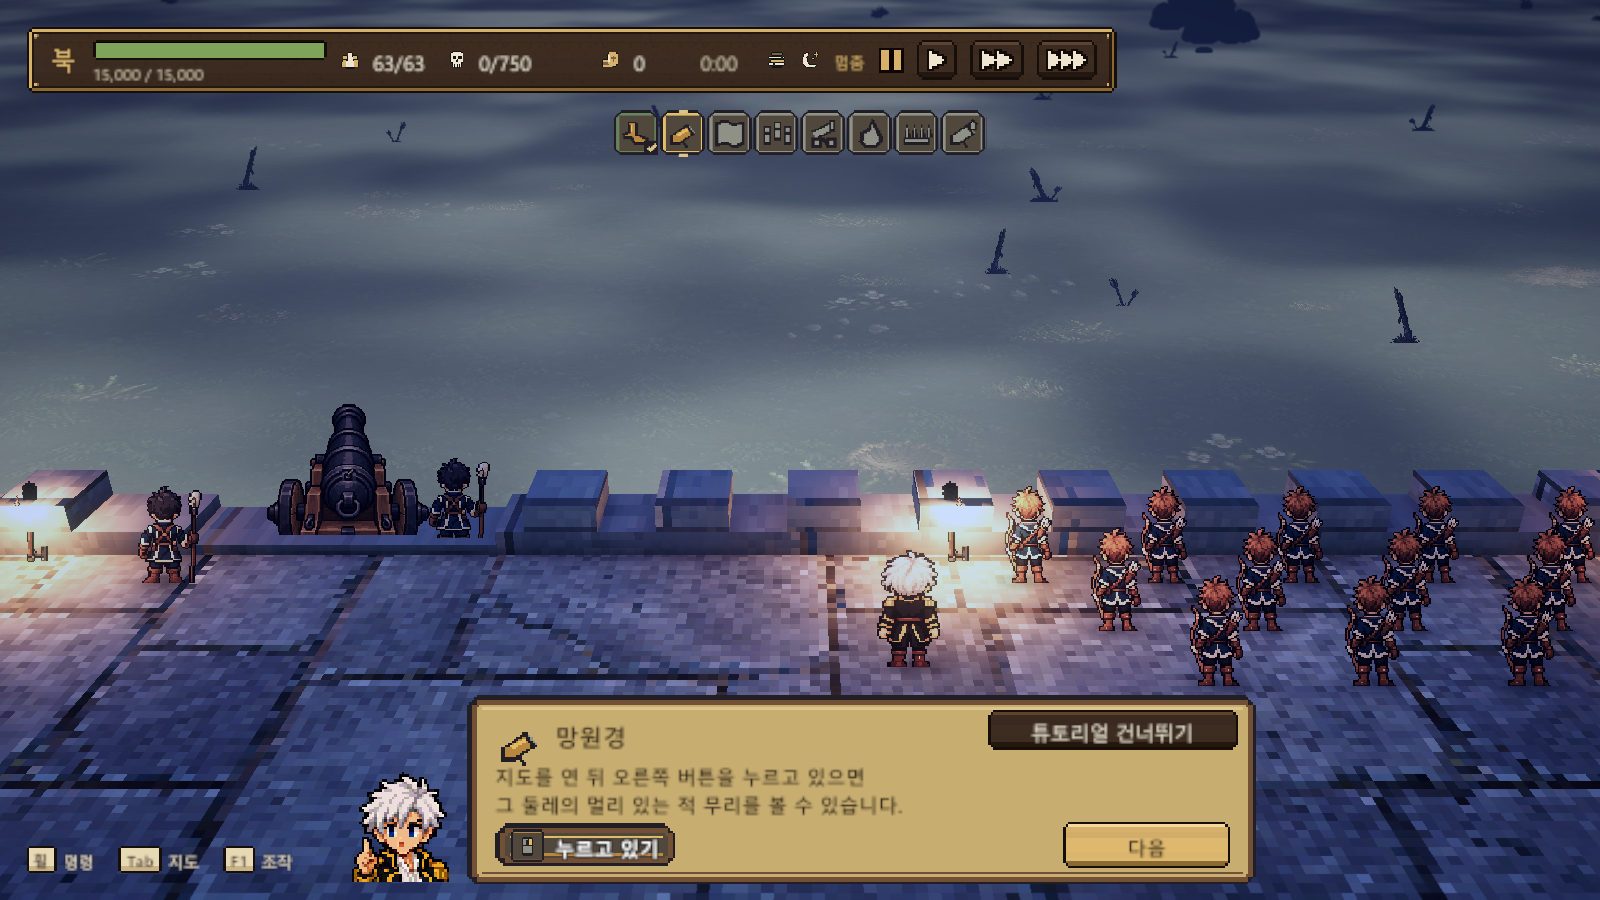 북
15,000 / 15,000
63/63
0/750
0
0:00
멈춤
망원경
튜토리얼 건너뛰기
지도를 연 뒤 오른쪽 버튼을 누르고 있으면
그 둘레의 멀리 있는 적 무리를 볼 수 있습니다.
누르고 있기
다음
휠 명령
Tab 지도
F1 조작